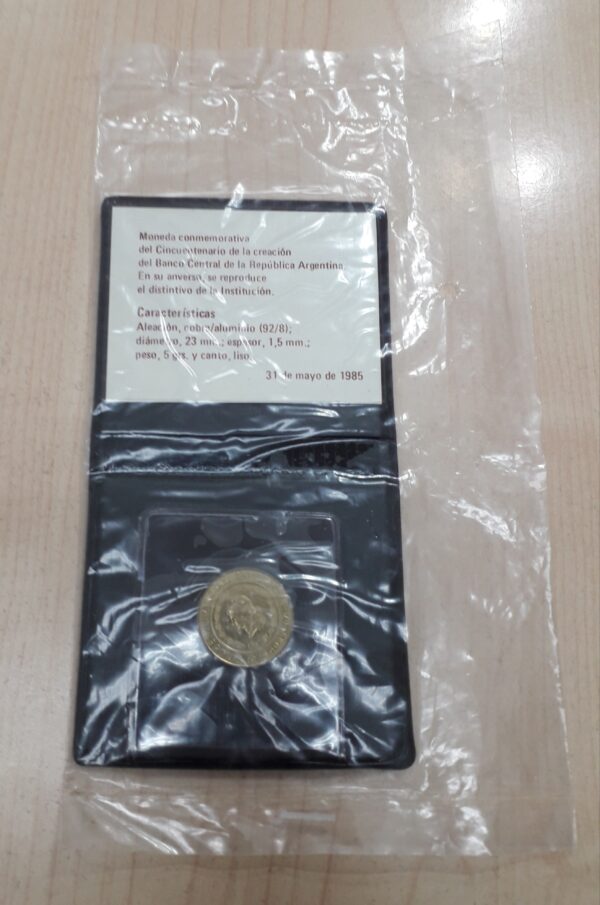 Moneda conmemorativa
del Cincuentenario de la creación
del Banco Central de la República Argentina.
En su anverso, se reproduce
el distintivo de la Institución.
Características
Aleación, cobre/aluminio (92/8);
diámetro, 23 mm.; espesor, 1,5 mm.;
peso, 5 grs. y canto, liso.
31 de mayo de 1985